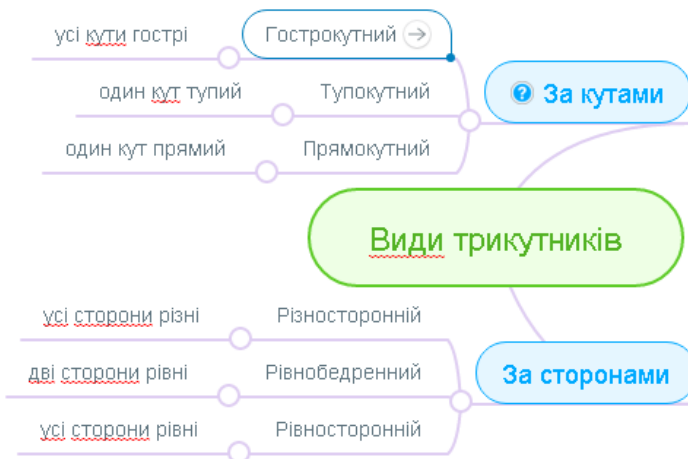 усі кути гострі Гострокутний
За кутами
один кут тупий Тупокутний
один кут прямий Прямокутний
Види трикутників
усі сторони різні Різносторонній
дві сторони рівні Рівнобедренний
За сторонами
усі сторони рівні Рівносторонній